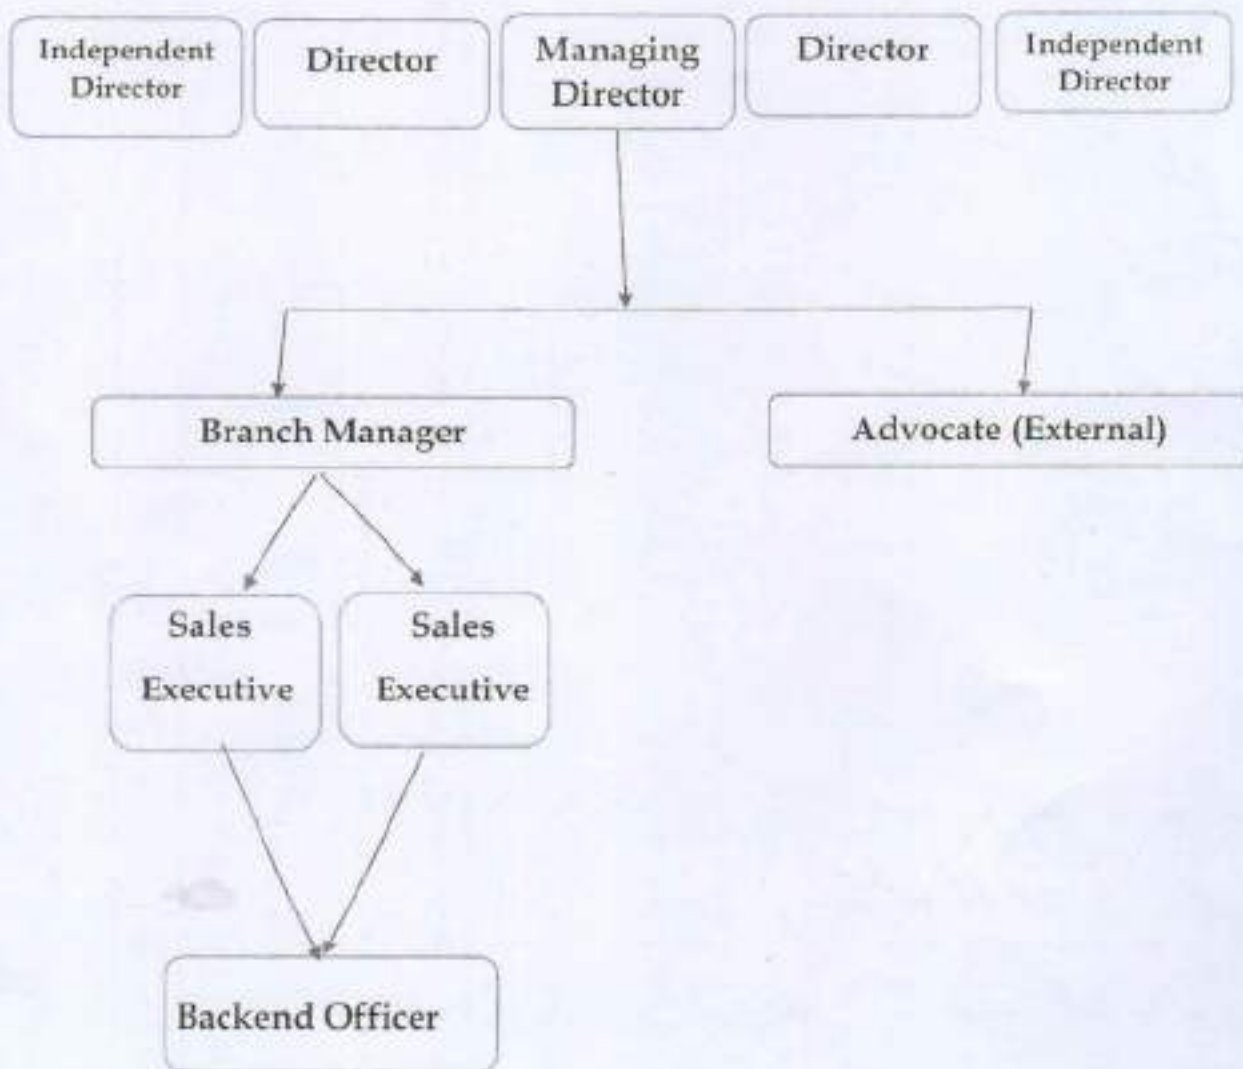 Independent
Director
Director
Managing
Director
Director
Independent
Director
Branch Manager
Advocate (External)
Sales
Executive
Sales
Executive
Backend Officer